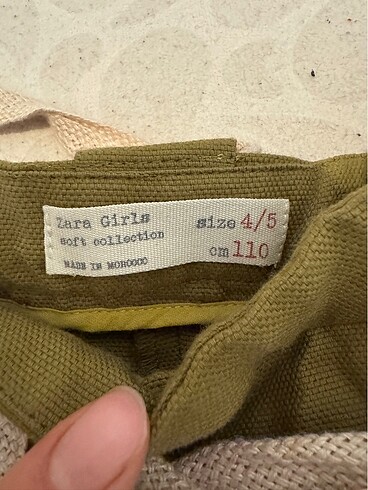 Zara Girls
soft collection
MADE IN MOROCCO
size 4/5
cm 110